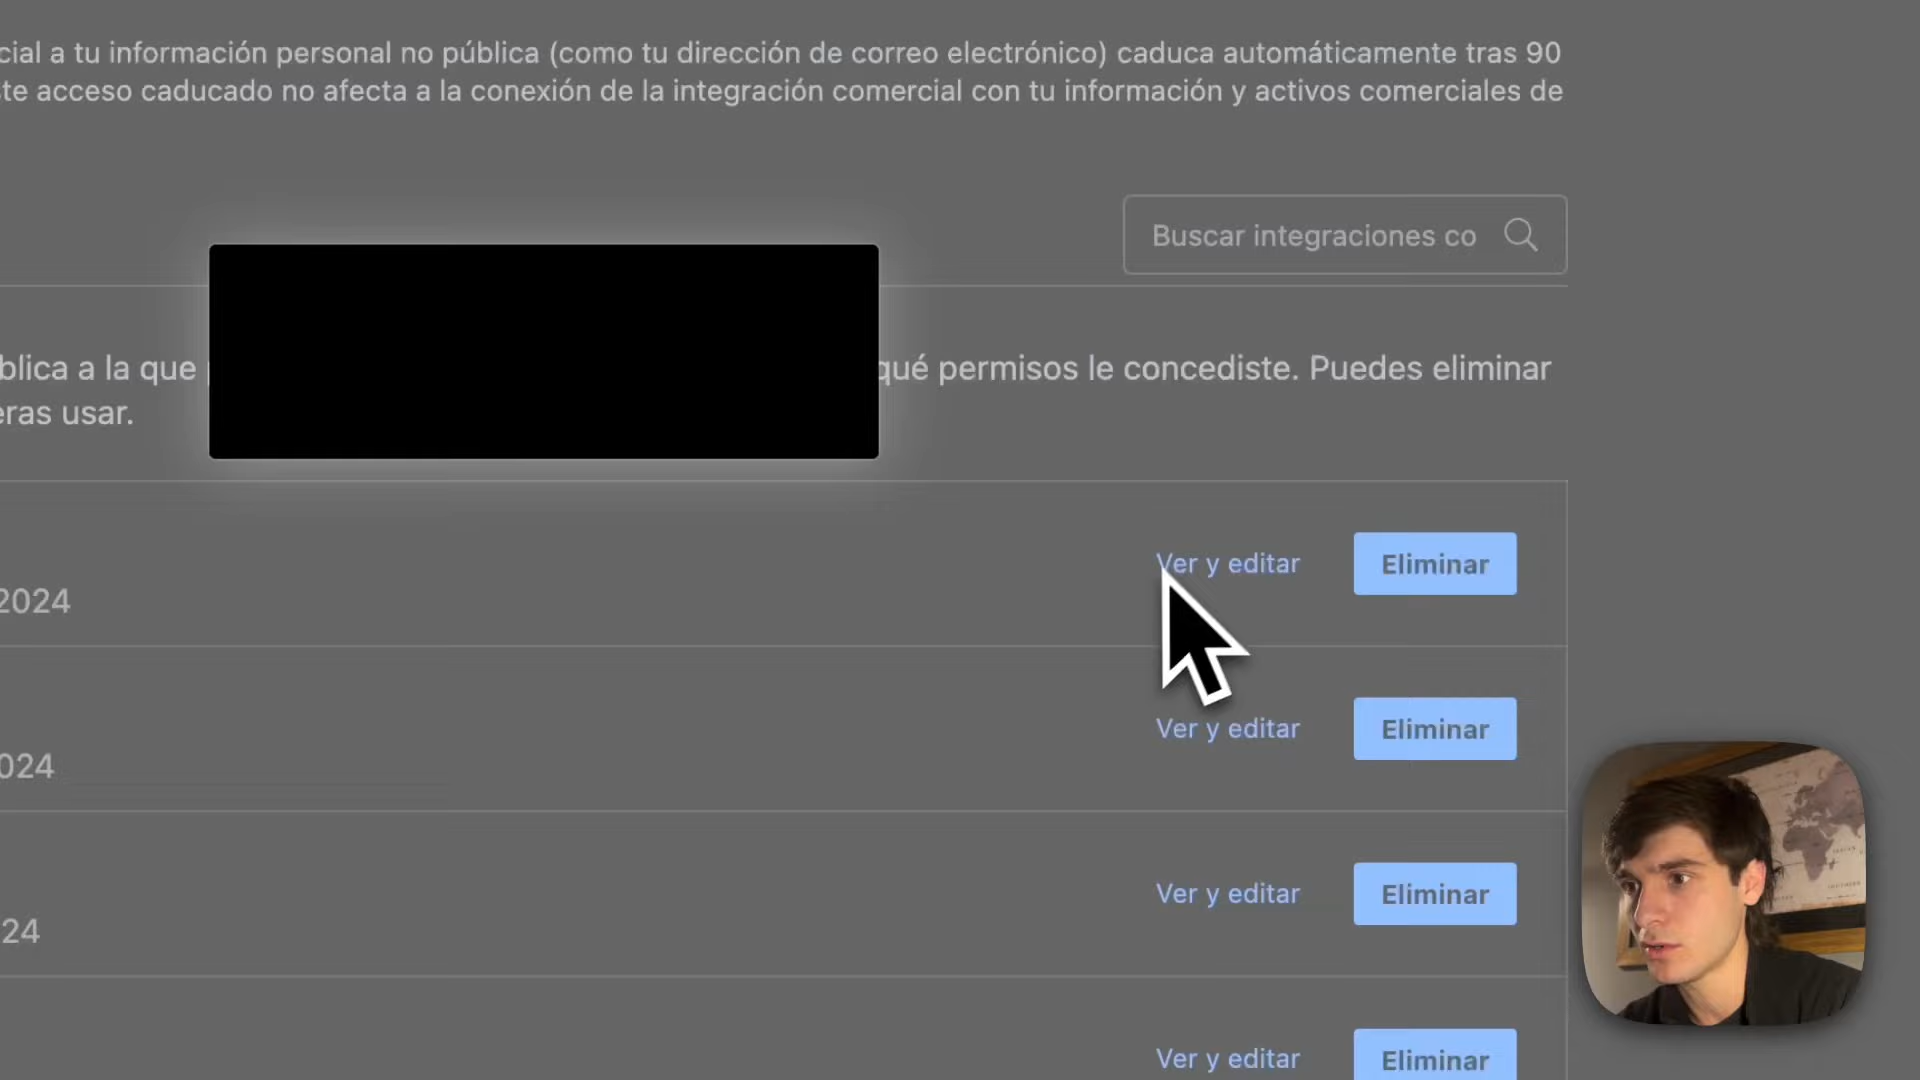 cial a tu información personal no pública (como tu dirección de correo electrónico) caduca automáticamente tras 90
ste acceso caducado no afecta a la conexión de la integración comercial con tu información y activos comerciales de
Buscar integraciones co
blica a la que
qué permisos le concediste. Puedes eliminar
eras usar.
Ver y editar
Eliminar
2024
Ver y editar
Eliminar
024
Ver y editar
Eliminar
24
Ver y editar
Eliminar